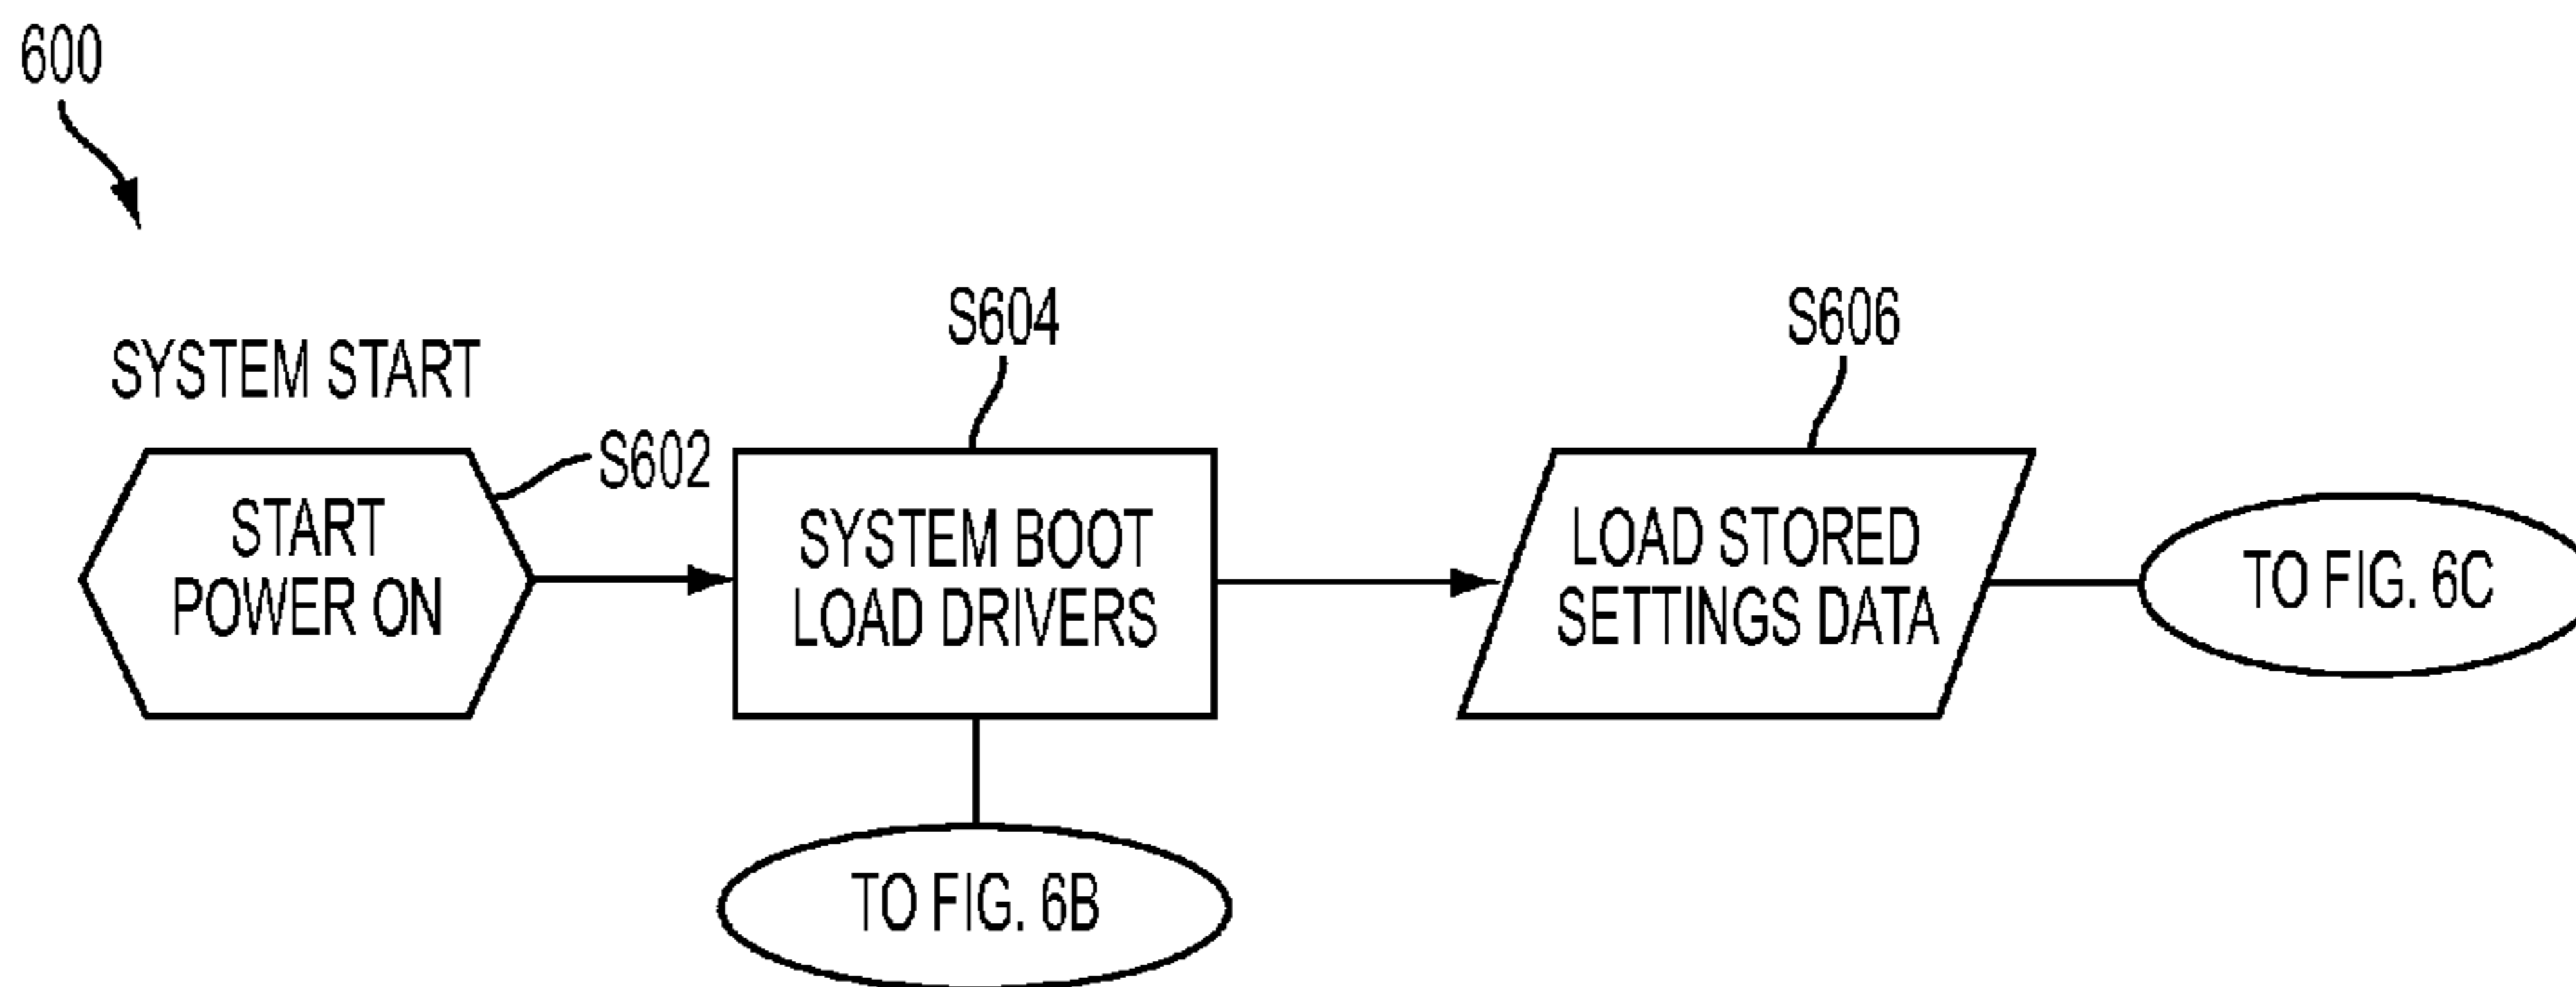 600
SYSTEM START
S602
START
POWER ON
S604
SYSTEM BOOT
LOAD DRIVERS
TO FIG. 6B
S606
LOAD STORED
SETTINGS DATA
TO FIG. 6C